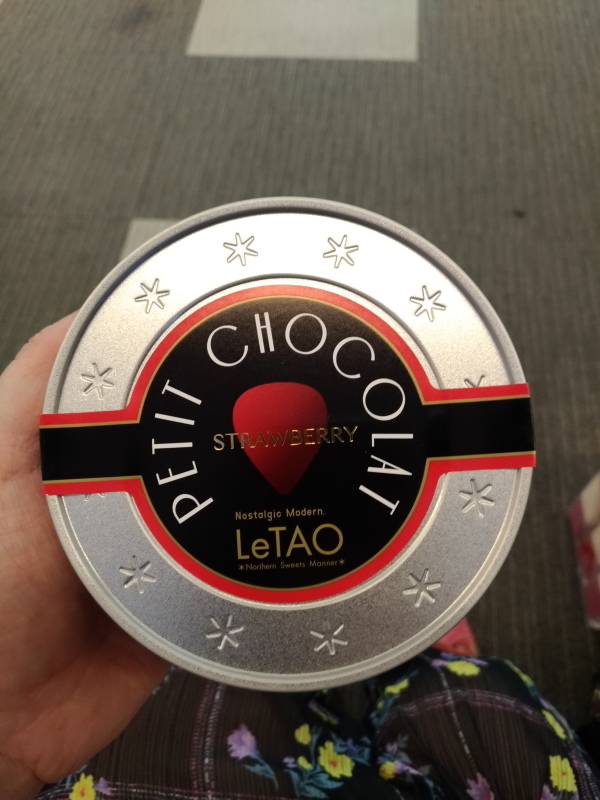 PETIT CHOCOLAT
STRAWBERRY
Nostalgic Modern.
LeTAO
*Northern Sweets Manner*